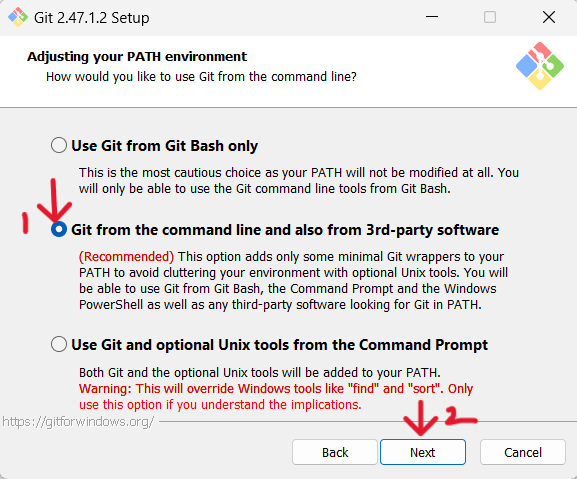 Git 2.47.1.2 Setup
Adjusting your PATH environment
How would you like to use Git from the command line?
Use Git from Git Bash only
This is the most cautious choice as your PATH will not be modified at all. You
will only be able to use the Git command line tools from Git Bash.
1
Git from the command line and also from 3rd-party software
(Recommended) This option adds only some minimal Git wrappers to your
PATH to avoid cluttering your environment with optional Unix tools. You will
be able to use Git from Git Bash, the Command Prompt and the Windows
PowerShell as well as any third-party software looking for Git in PATH.
Use Git and optional Unix tools from the Command Prompt
Both Git and the optional Unix tools will be added to your PATH.
Warning: This will override Windows tools like "find" and "sort". Only
use this option if you understand the implications.
https://gitforwindows.org/
2
Back Next Cancel